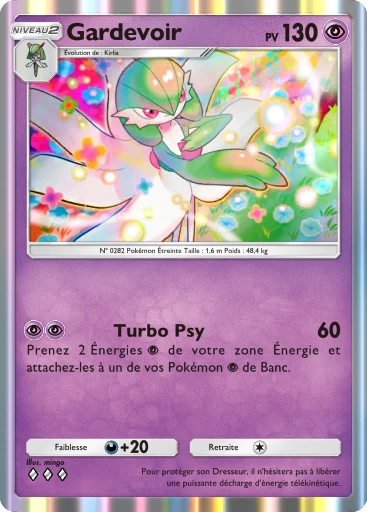 NIVEAU 2 Gardevoir PV 130
Évolution de : Kirlia
N° 0282 Pokémon Étreinte Taille : 1,6 m Poids : 48,4 kg
Turbo Psy 60
Prenez 2 Énergies de votre zone Énergie et
attachez-les à un de vos Pokémon de Banc.
Faiblesse +20 Retraite
Illus. mingo
Pour protéger son Dresseur, il n'hésitera pas à libérer
une puissante décharge d'énergie télékinétique.